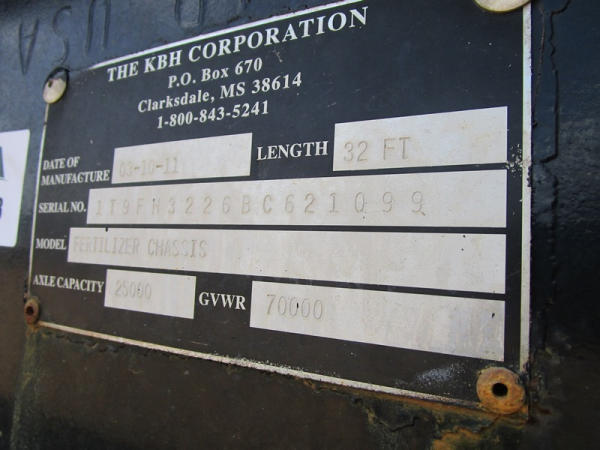 USA
THE KBH CORPORATION
P.O. Box 670
Clarksdale, MS 38614
1-800-843-5241
DATE OF MANUFACTURE 03-10-11 LENGTH 32 FT
SERIAL NO. 1T9FN3226BC621099
MODEL FERTILIZER CHASSIS
AXLE CAPACITY 25000 GVWR 70000